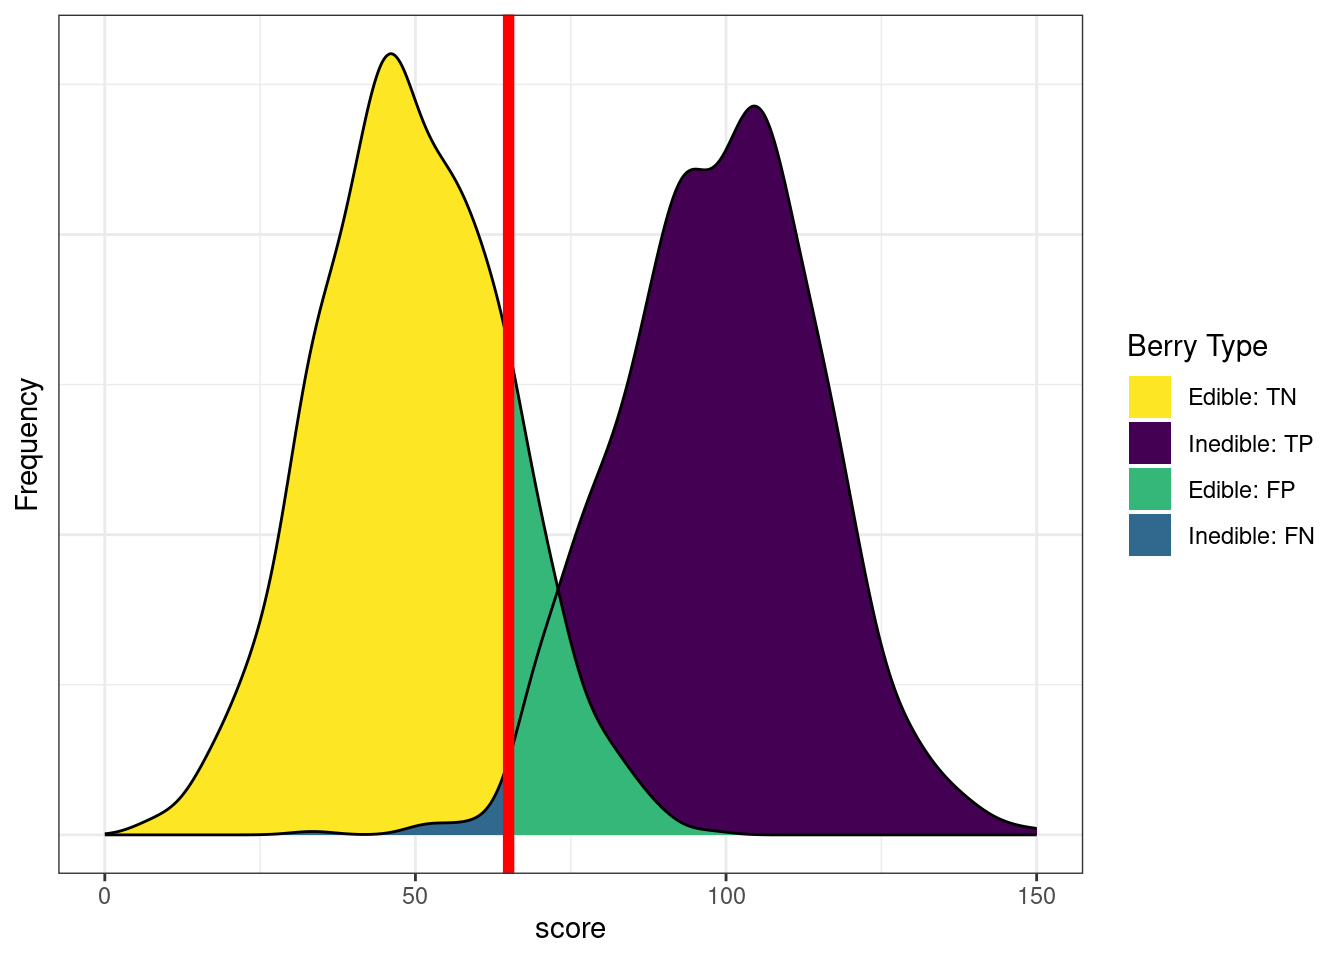 Frequency
0
50
100
150
score
Berry Type
Edible: TN
Inedible: TP
Edible: FP
Inedible: FN